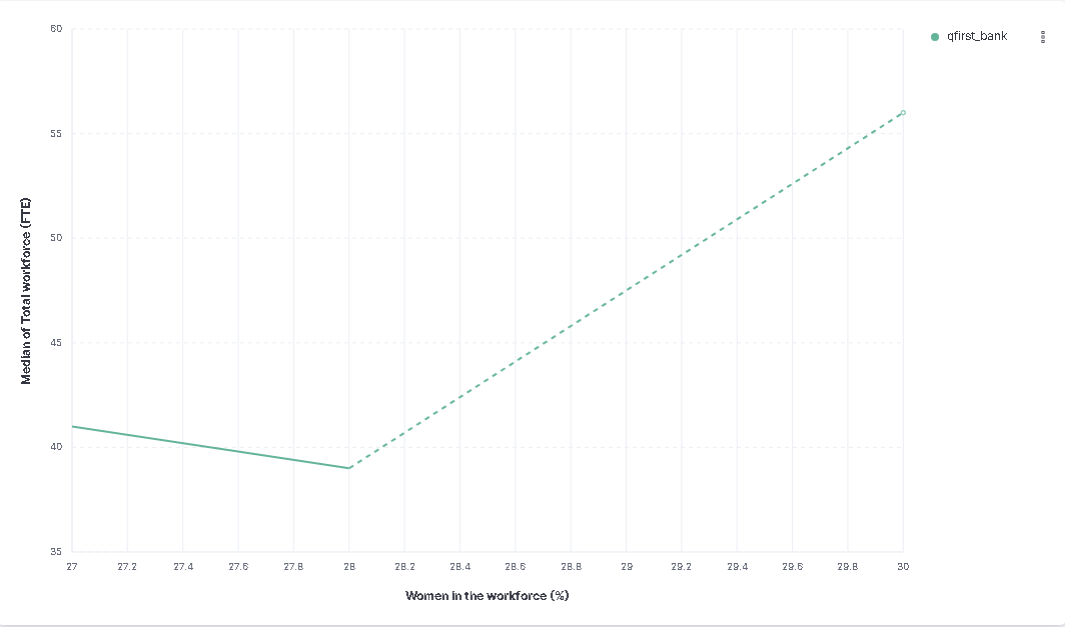 qfirst_bank
60
55
50
45
40
35
Median of Total workforce (FTE)
27 27.2 27.4 27.6 27.8 28 28.2 28.4 28.6 28.8 29 29.2 29.4 29.6 29.8 30
Women in the workforce (%)